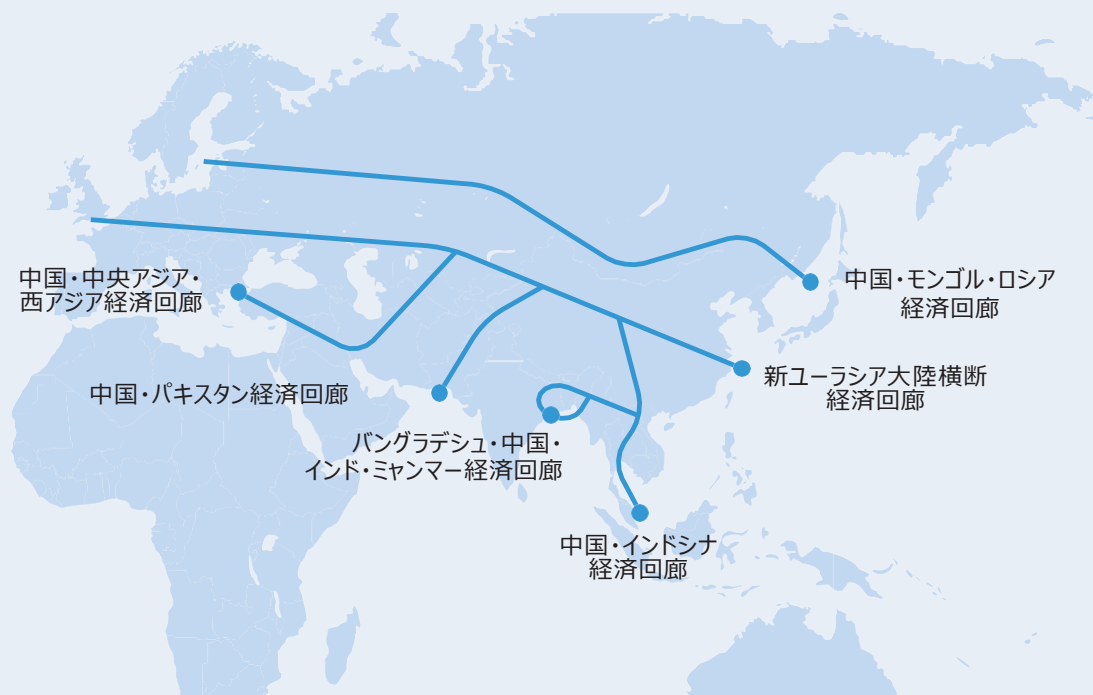 中国・中央アジア・
西アジア経済回廊
中国・モンゴル・ロシア
経済回廊
中国・パキスタン経済回廊
新ユーラシア大陸横断
経済回廊
バングラデシュ・中国・
インド・ミャンマー経済回廊
中国・インドシナ
経済回廊